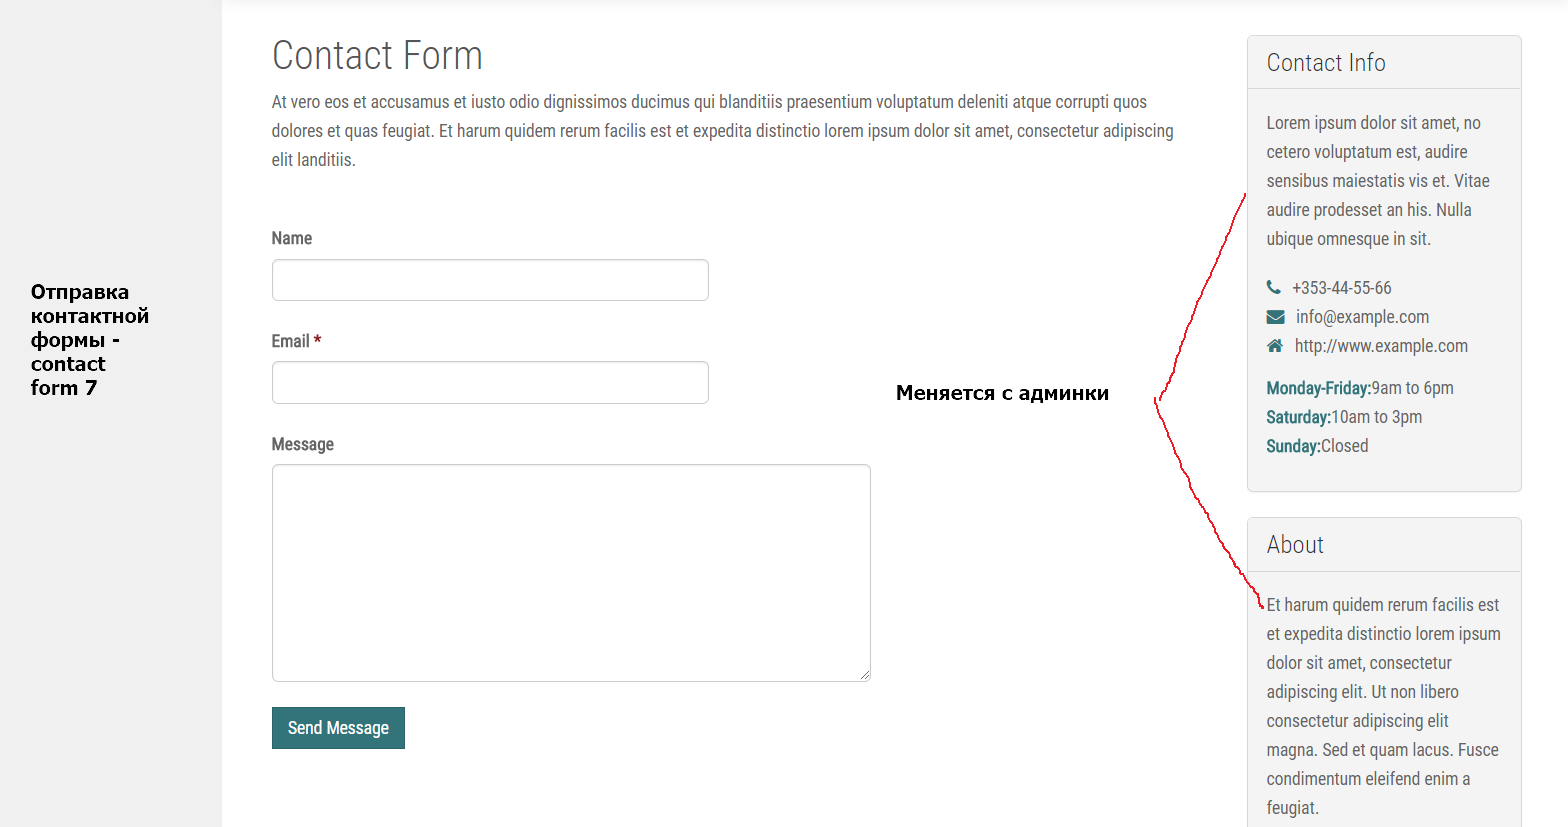 Отправка
контактной
формы -
contact
form 7
Contact Form
At vero eos et accusamus et iusto odio dignissimos ducimus qui blanditiis praesentium voluptatum deleniti atque corrupti quos
dolores et quas feugiat. Et harum quidem rerum facilis est et expedita distinctio lorem ipsum dolor sit amet, consectetur adipiscing
elit landitiis.
Name
Email *
Message
Send Message
Меняется с админки
Contact Info
Lorem ipsum dolor sit amet, no
cetero voluptatum est, audire
sensibus maiestatis vis et. Vitae
audire prodesset an his. Nulla
ubique omnesque in sit.
+353-44-55-66
info@example.com
http://www.example.com
Monday-Friday:9am to 6pm
Saturday:10am to 3pm
Sunday:Closed
About
Et harum quidem rerum facilis est
et expedita distinctio lorem ipsum
dolor sit amet, consectetur
adipiscing elit. Ut non libero
consectetur adipiscing elit
magna. Sed et quam lacus. Fusce
condimentum eleifend enim a
feugiat.